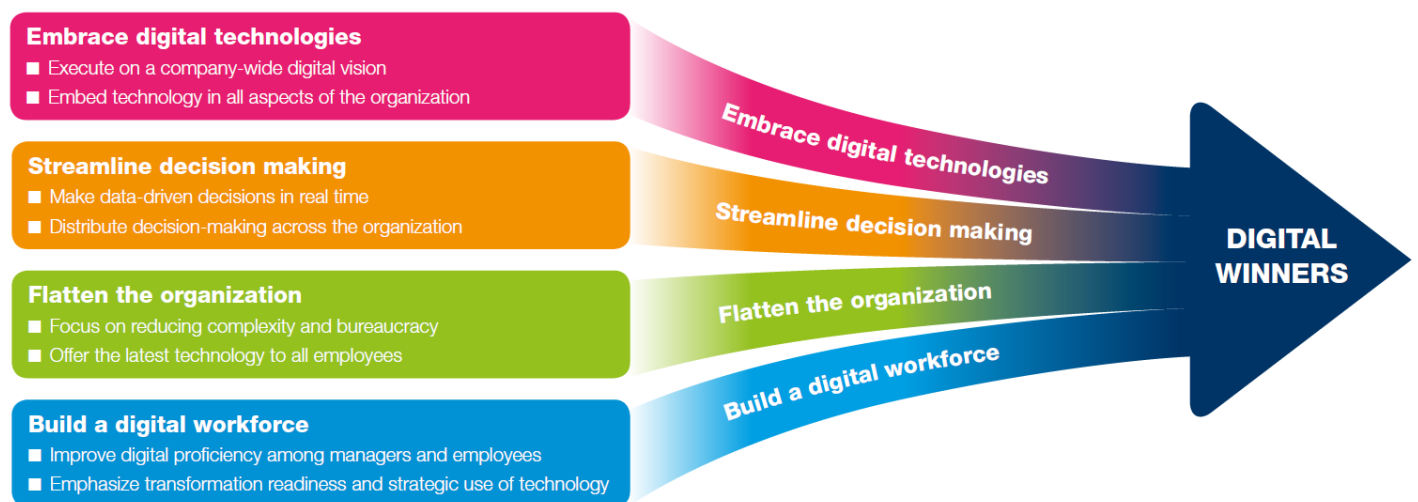 Embrace digital technologies
■ Execute on a company-wide digital vision
■ Embed technology in all aspects of the organization
Streamline decision making
■ Make data-driven decisions in real time
■ Distribute decision-making across the organization
Flatten the organization
■ Focus on reducing complexity and bureaucracy
■ Offer the latest technology to all employees
Build a digital workforce
■ Improve digital proficiency among managers and employees
■ Emphasize transformation readiness and strategic use of technology
Embrace digital technologies
Streamline decision making
Flatten the organization
Build a digital workforce
DIGITAL
WINNERS